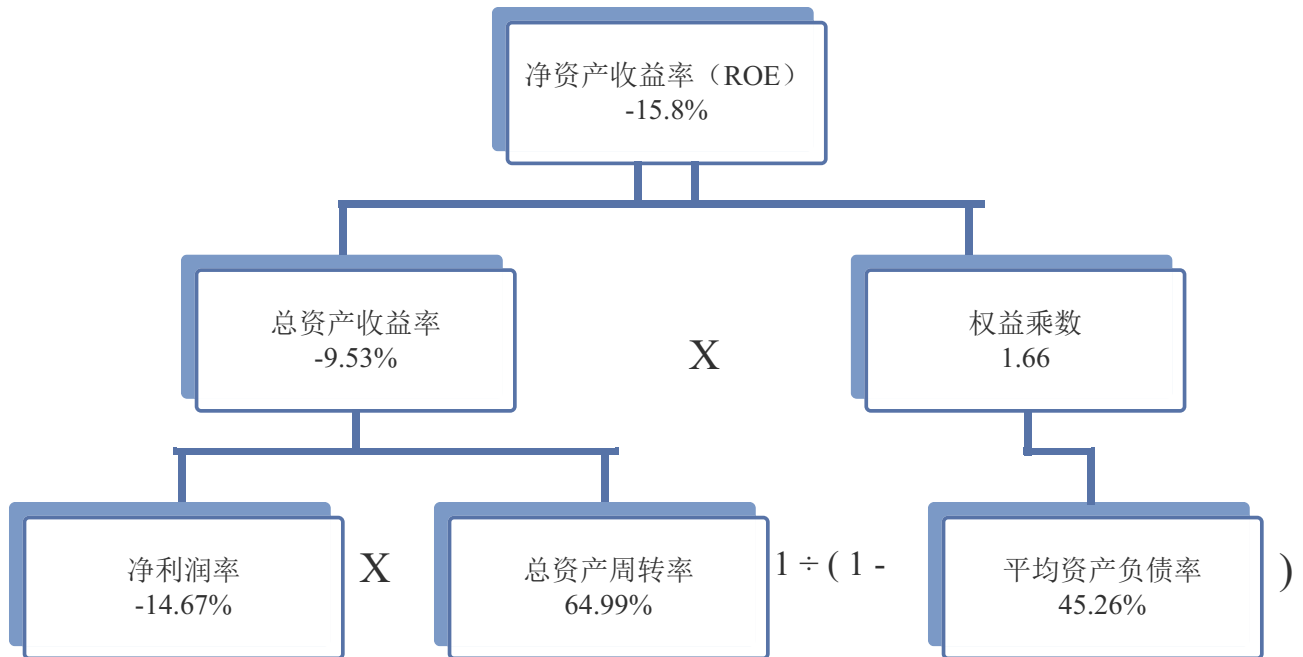 净资产收益率（ROE）
-15.8%
总资产收益率
-9.53%
X
权益乘数
1.66
净利润率
-14.67%
X
总资产周转率
64.99%
1 ÷ ( 1 -
平均资产负债率
45.26%
)